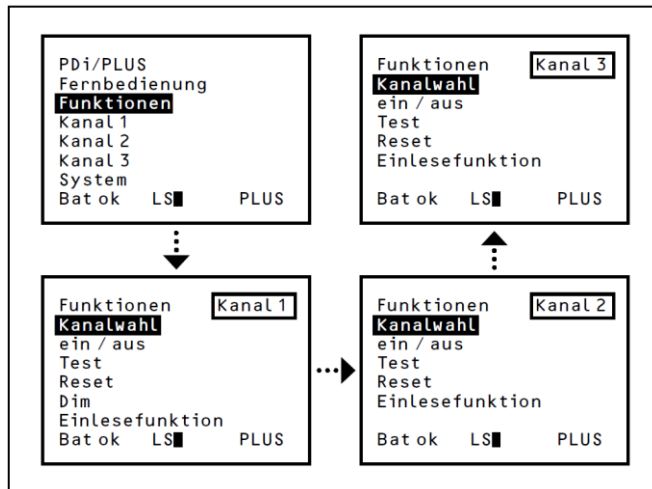 PDi/PLUS
Fernbedienung
Funktionen
Kanal 1
Kanal 2
Kanal 3
System
Bat ok LS PLUS
Funktionen Kanal 1
Kanalwahl
ein / aus
Test
Reset
Dim
Einlesefunktion
Bat ok LS PLUS
Funktionen Kanal 2
Kanalwahl
ein / aus
Test
Reset
Einlesefunktion
Bat ok LS PLUS
Funktionen Kanal 3
Kanalwahl
ein / aus
Test
Reset
Einlesefunktion
Bat ok LS PLUS